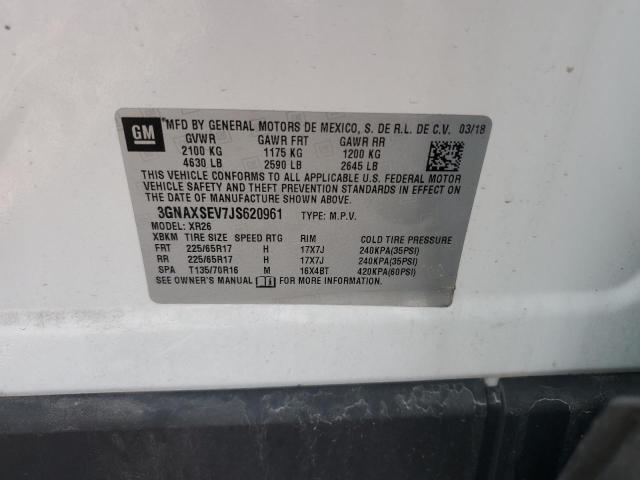 GM
*MFD BY GENERAL MOTORS DE MEXICO, S. DE R.L. DE C.V. 03/18
GVWR GAWR FRT GAWR RR
2100 KG 1175 KG 1200 KG
4630 LB 2590 LB 2645 LB
THIS VEHICLE CONFORMS TO ALL APPLICABLE U.S. FEDERAL MOTOR
VEHICLE SAFETY AND THEFT PREVENTION STANDARDS IN EFFECT ON
THE DATE OF MANUFACTURE SHOWN ABOVE.
3GNAXSEV7JS620961 TYPE: M.P.V.
MODEL: XR26
XBKM TIRE SIZE SPEED RTG RIM COLD TIRE PRESSURE
FRT 225/65R17 H 17X7J 240KPA(35PSI)
RR 225/65R17 H 17X7J 240KPA(35PSI)
SPA T135/70R16 M 16X4BT 420KPA(60PSI)
SEE OWNER'S MANUAL FOR MORE INFORMATION.